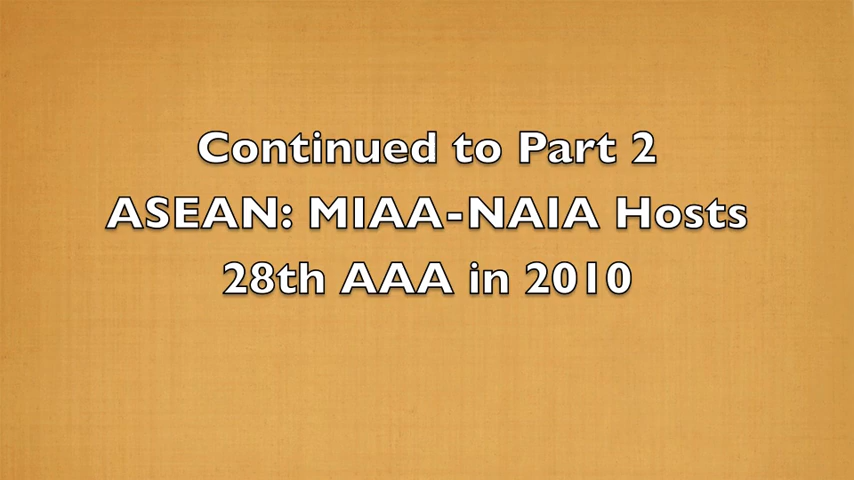 Continued to Part 2
ASEAN: MIAA-NAIA Hosts
28th AAA in 2010